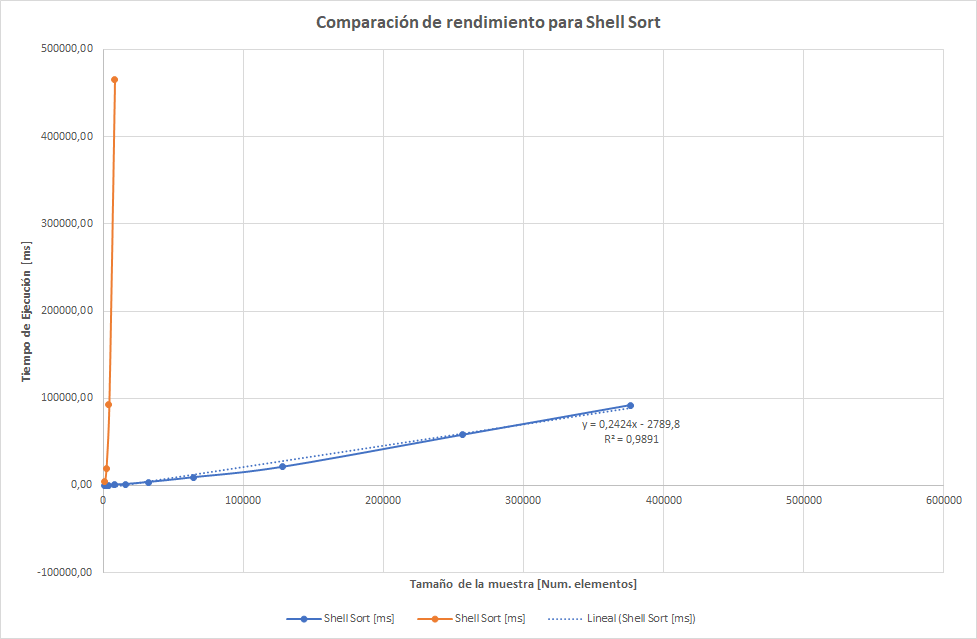 Comparación de rendimiento para Shell Sort
500000,00
400000,00
300000,00
200000,00
100000,00
0,00
-100000,00
Tiempo de Ejecución [ms]
y = 0,2424x - 2789,8
R² = 0,9891
0 100000 200000 300000 400000 500000 600000
Tamaño de la muestra [Num. elementos]
Shell Sort [ms] Shell Sort [ms] Lineal (Shell Sort [ms])